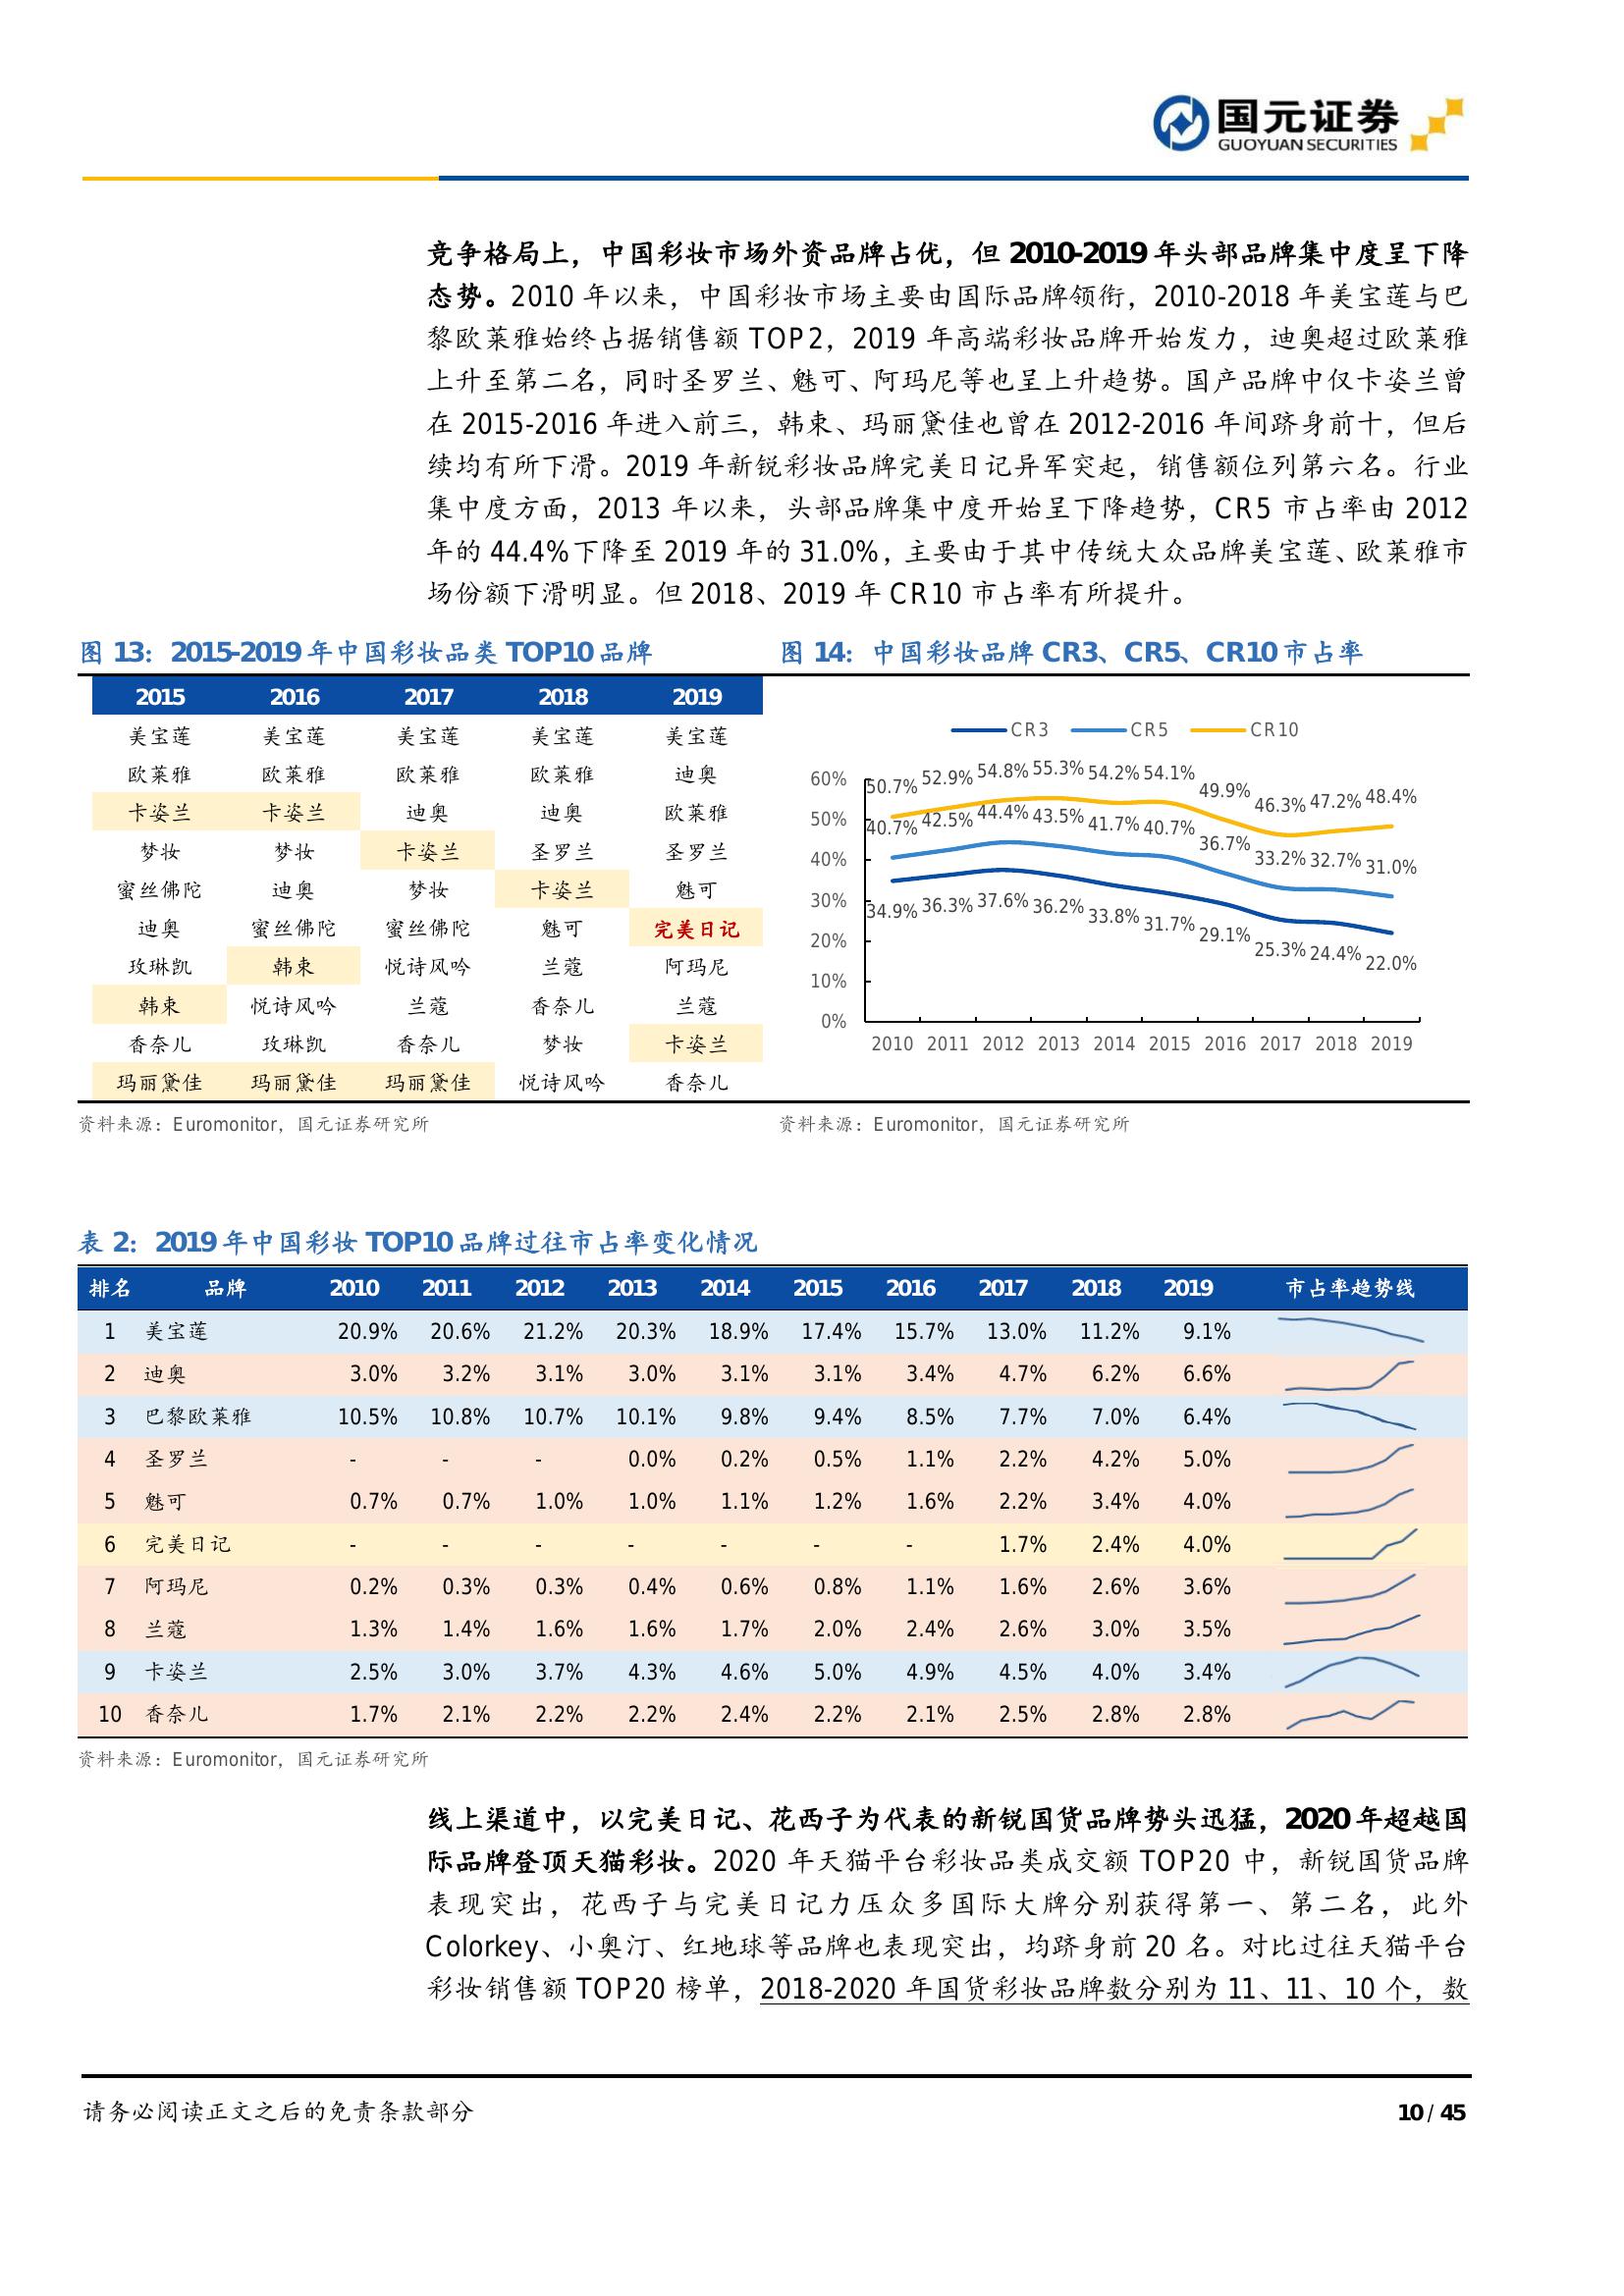 国元证券
GUOYUAN SECURITIES
竞争格局上，中国彩妆市场外资品牌占优，但 2010-2019 年头部品牌集中度呈下降
态势。2010 年以来，中国彩妆市场主要由国际品牌领衔，2010-2018 年美宝莲与巴
黎欧莱雅始终占据销售额 TOP2，2019 年高端彩妆品牌开始发力，迪奥超过欧莱雅
上升至第二名，同时圣罗兰、魅可、阿玛尼等也呈上升趋势。国产品牌中仅卡姿兰曾
在 2015-2016 年进入前三，韩束、玛丽黛佳也曾在 2012-2016 年间跻身前十，但后
续均有所下滑。2019 年新锐彩妆品牌完美日记异军突起，销售额位列第六名。行业
集中度方面，2013 年以来，头部品牌集中度开始呈下降趋势，CR5 市占率由 2012
年的 44.4%下降至 2019 年的 31.0%，主要由于其中传统大众品牌美宝莲、欧莱雅市
场份额下滑明显。但 2018、2019 年 CR10 市占率有所提升。
图 13：2015-2019 年中国彩妆品类 TOP10 品牌
2015 2016 2017 2018 2019
美宝莲 美宝莲 美宝莲 美宝莲 美宝莲
欧莱雅 欧莱雅 欧莱雅 欧莱雅 迪奥
卡姿兰 卡姿兰 迪奥 迪奥 欧莱雅
梦妆 梦妆 卡姿兰 圣罗兰 圣罗兰
蜜丝佛陀 迪奥 梦妆 卡姿兰 魅可
迪奥 蜜丝佛陀 蜜丝佛陀 魅可 完美日记
玫琳凯 韩束 悦诗风吟 兰蔻 阿玛尼
韩束 悦诗风吟 兰蔻 香奈儿 兰蔻
香奈儿 玫琳凯 香奈儿 梦妆 卡姿兰
玛丽黛佳 玛丽黛佳 玛丽黛佳 悦诗风吟 香奈儿
资料来源：Euromonitor，国元证券研究所
图 14：中国彩妆品牌 CR3、CR5、CR10 市占率
CR3 CR5 CR10
60%
50%
40%
30%
20%
10%
0%
50.7% 52.9% 54.8% 55.3% 54.2% 54.1% 49.9% 46.3% 47.2% 48.4%
40.7% 42.5% 44.4% 43.5% 41.7% 40.7% 36.7% 33.2% 32.7% 31.0%
34.9% 36.3% 37.6% 36.2% 33.8% 31.7% 29.1% 25.3% 24.4% 22.0%
2010 2011 2012 2013 2014 2015 2016 2017 2018 2019
资料来源：Euromonitor，国元证券研究所
表 2：2019 年中国彩妆 TOP10 品牌过往市占率变化情况
排名 品牌 2010 2011 2012 2013 2014 2015 2016 2017 2018 2019 市占率趋势线
1 美宝莲 20.9% 20.6% 21.2% 20.3% 18.9% 17.4% 15.7% 13.0% 11.2% 9.1%
2 迪奥 3.0% 3.2% 3.1% 3.0% 3.1% 3.1% 3.4% 4.7% 6.2% 6.6%
3 巴黎欧莱雅 10.5% 10.8% 10.7% 10.1% 9.8% 9.4% 8.5% 7.7% 7.0% 6.4%
4 圣罗兰 - - - 0.0% 0.2% 0.5% 1.1% 2.2% 4.2% 5.0%
5 魅可 0.7% 0.7% 1.0% 1.0% 1.1% 1.2% 1.6% 2.2% 3.4% 4.0%
6 完美日记 - - - - - - - 1.7% 2.4% 4.0%
7 阿玛尼 0.2% 0.3% 0.3% 0.4% 0.6% 0.8% 1.1% 1.6% 2.6% 3.6%
8 兰蔻 1.3% 1.4% 1.6% 1.6% 1.7% 2.0% 2.4% 2.6% 3.0% 3.5%
9 卡姿兰 2.5% 3.0% 3.7% 4.3% 4.6% 5.0% 4.9% 4.5% 4.0% 3.4%
10 香奈儿 1.7% 2.1% 2.2% 2.2% 2.4% 2.2% 2.1% 2.5% 2.8% 2.8%
资料来源：Euromonitor，国元证券研究所
线上渠道中，以完美日记、花西子为代表的新锐国货品牌势头迅猛，2020 年超越国
际品牌登顶天猫彩妆。2020 年天猫平台彩妆品类成交额 TOP20 中，新锐国货品牌
表现突出，花西子与完美日记力压众多国际大牌分别获得第一、第二名，此外
Colorkey、小奥汀、红地球等品牌也表现突出，均跻身前 20 名。对比过往天猫平台
彩妆销售额 TOP20 榜单，2018-2020 年国货彩妆品牌数分别为 11、11、10 个，数
请务必阅读正文之后的免责条款部分
10 / 45